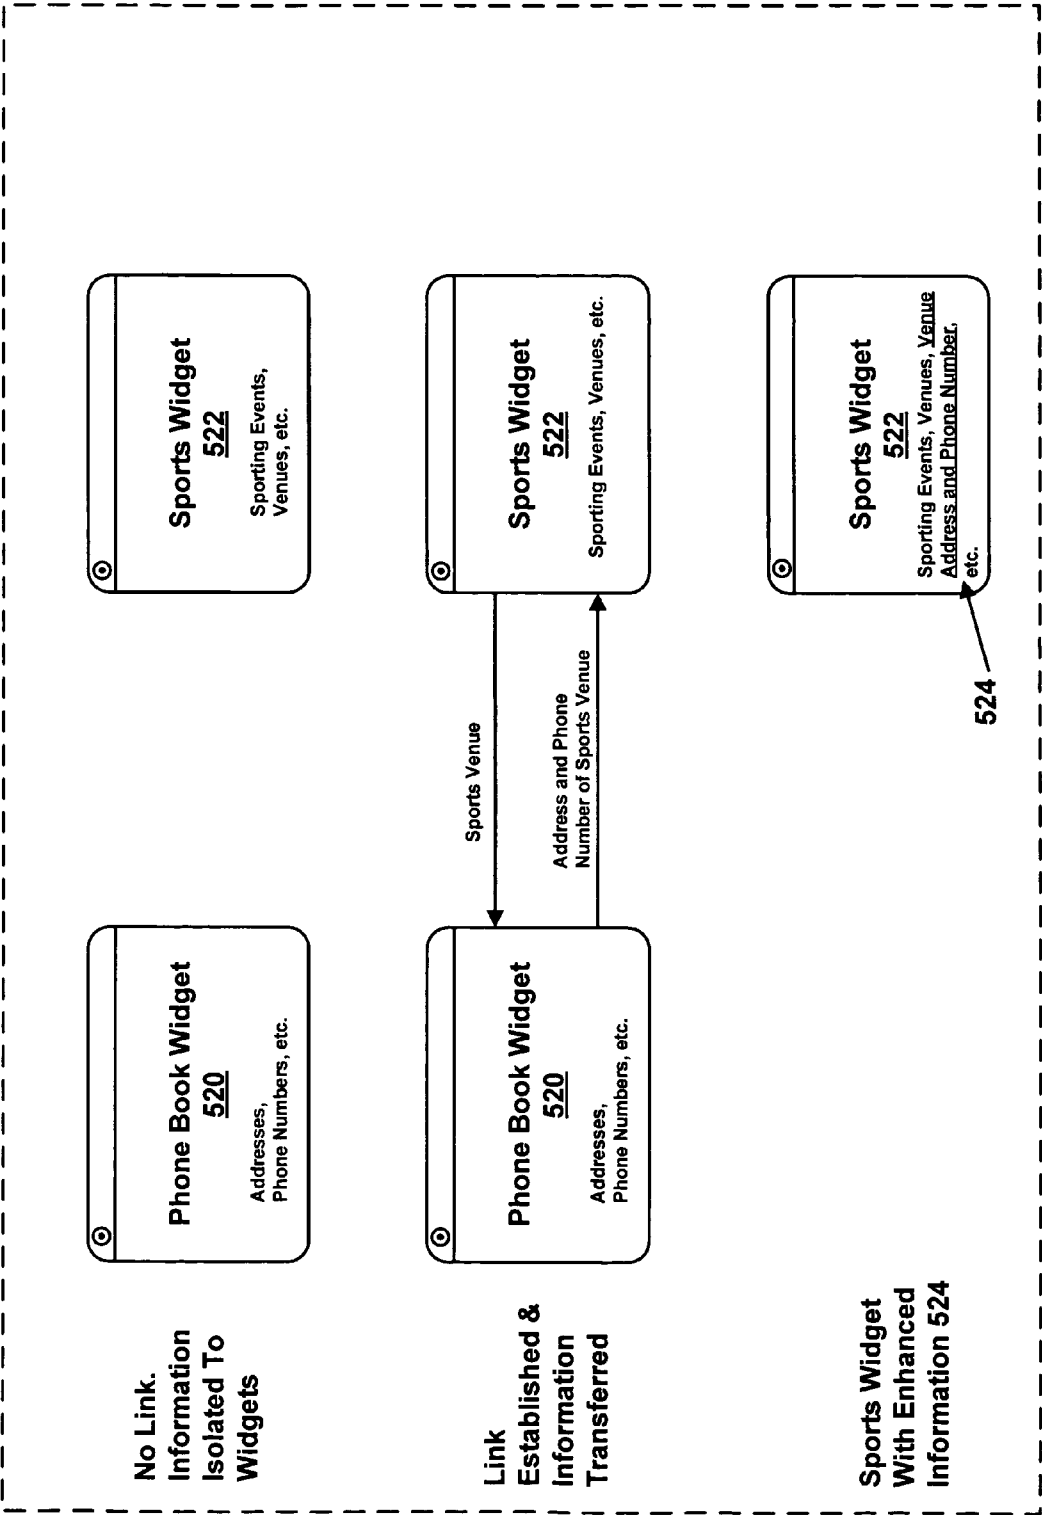 No Link.
Information
Isolated To
Widgets
Phone Book Widget
520
Addresses,
Phone Numbers, etc.
Sports Widget
522
Sporting Events,
Venues, etc.
Link
Established &
Information
Transferred
Phone Book Widget
520
Addresses,
Phone Numbers, etc.
Sports Venue
Address and Phone
Number of Sports Venue
Sports Widget
522
Sporting Events, Venues, etc.
Sports Widget
With Enhanced
Information 524
524
Sports Widget
522
Sporting Events, Venues, Venue
Address and Phone Number,
etc.